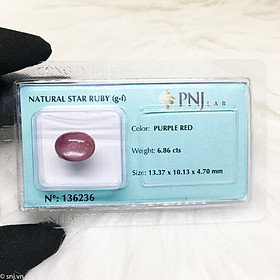 NATURAL STAR RUBY (g-f)
PNJ
LAB
Color: PURPLE RED
Weight: 6.86 cts
Size: 13.37 x 10.13 x 4.70 mm
Nº: 136236
© snj.vn